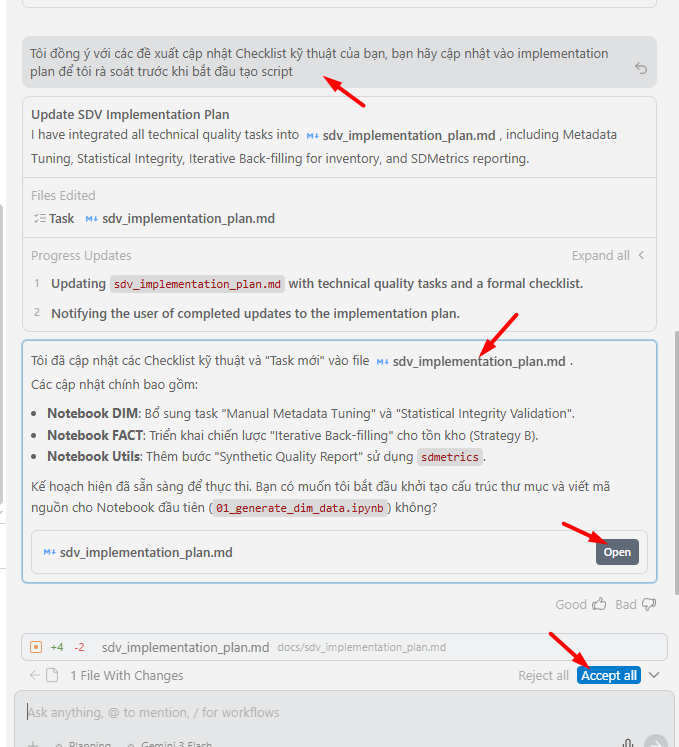 Tôi đồng ý với các đề xuất cập nhật Checklist kỹ thuật của bạn, bạn hãy cập nhật vào implementation
plan để tôi rà soát trước khi bắt đầu tạo script
Update SDV Implementation Plan
I have integrated all technical quality tasks into sdv_implementation_plan.md , including Metadata
Tuning, Statistical Integrity, Iterative Back-filling for inventory, and SDMetrics reporting.
Files Edited
Task sdv_implementation_plan.md
Progress Updates Expand all
1 Updating sdv_implementation_plan.md with technical quality tasks and a formal checklist.
2 Notifying the user of completed updates to the implementation plan.
Tôi đã cập nhật các Checklist kỹ thuật và "Task mới" vào file sdv_implementation_plan.md .
Các cập nhật chính bao gồm:
• Notebook DIM: Bổ sung task "Manual Metadata Tuning" và "Statistical Integrity Validation".
• Notebook FACT: Triển khai chiến lược "Iterative Back-filling" cho tồn kho (Strategy B).
• Notebook Utils: Thêm bước "Synthetic Quality Report" sử dụng sdmetrics.
Kế hoạch hiện đã sẵn sàng để thực thi. Bạn có muốn tôi bắt đầu khởi tạo cấu trúc thư mục và viết mã
nguồn cho Notebook đầu tiên (01_generate_dim_data.ipynb) không?
sdv_implementation_plan.md Open
Good Bad
+4 -2 sdv_implementation_plan.md docs/sdv_implementation_plan.md
1 File With Changes Reject all Accept all
Ask anything, @ to mention, / for workflows
Planning Gemini 3 Flash